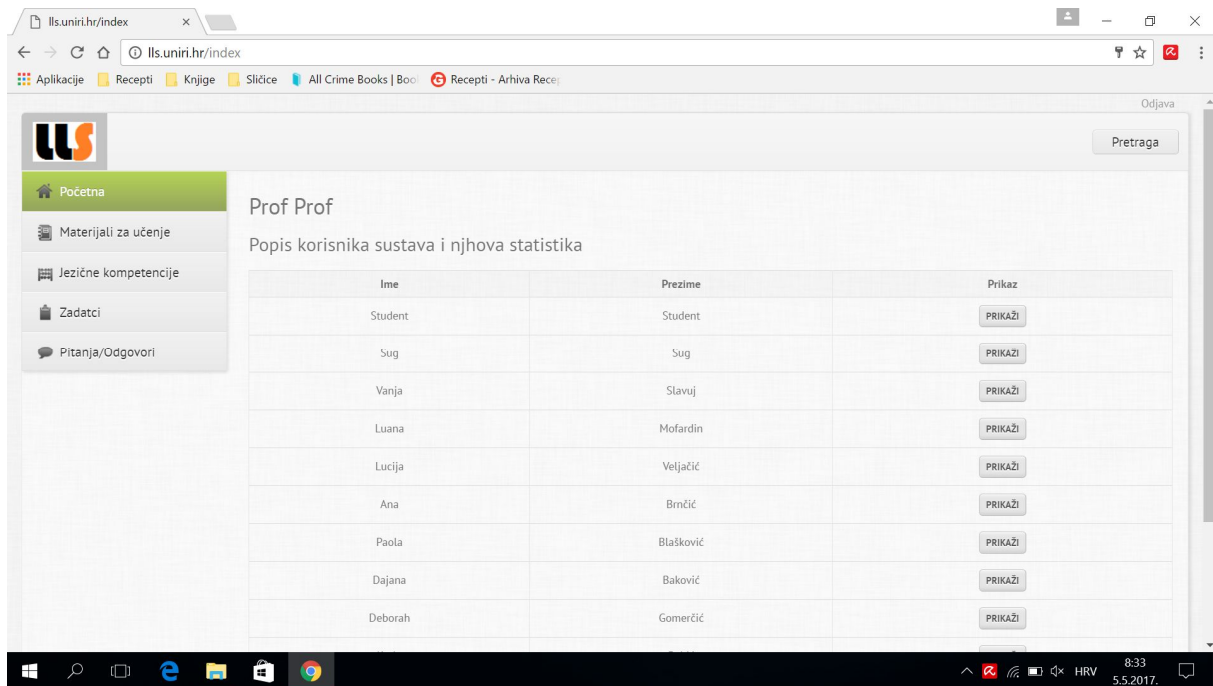 lls.uniri.hr/index
lls.uniri.hr/index
Aplikacije Recepti Knjige Sličice All Crime Books | Boo Recepti - Arhiva Rece
Odjava
LLS
Pretraga
Početna
Materijali za učenje
Jezične kompetencije
Zadatci
Pitanja/Odgovori
Prof Prof
Popis korisnika sustava i njhova statistika
Ime Prezime Prikaz
Student Student PRIKAŽI
Sug Sug PRIKAŽI
Vanja Slavuj PRIKAŽI
Luana Mofardin PRIKAŽI
Lucija Veljačić PRIKAŽI
Ana Brnčić PRIKAŽI
Paola Blašković PRIKAŽI
Dajana Baković PRIKAŽI
Deborah Gomerčić PRIKAŽI
HRV
8:33
5.5.2017.